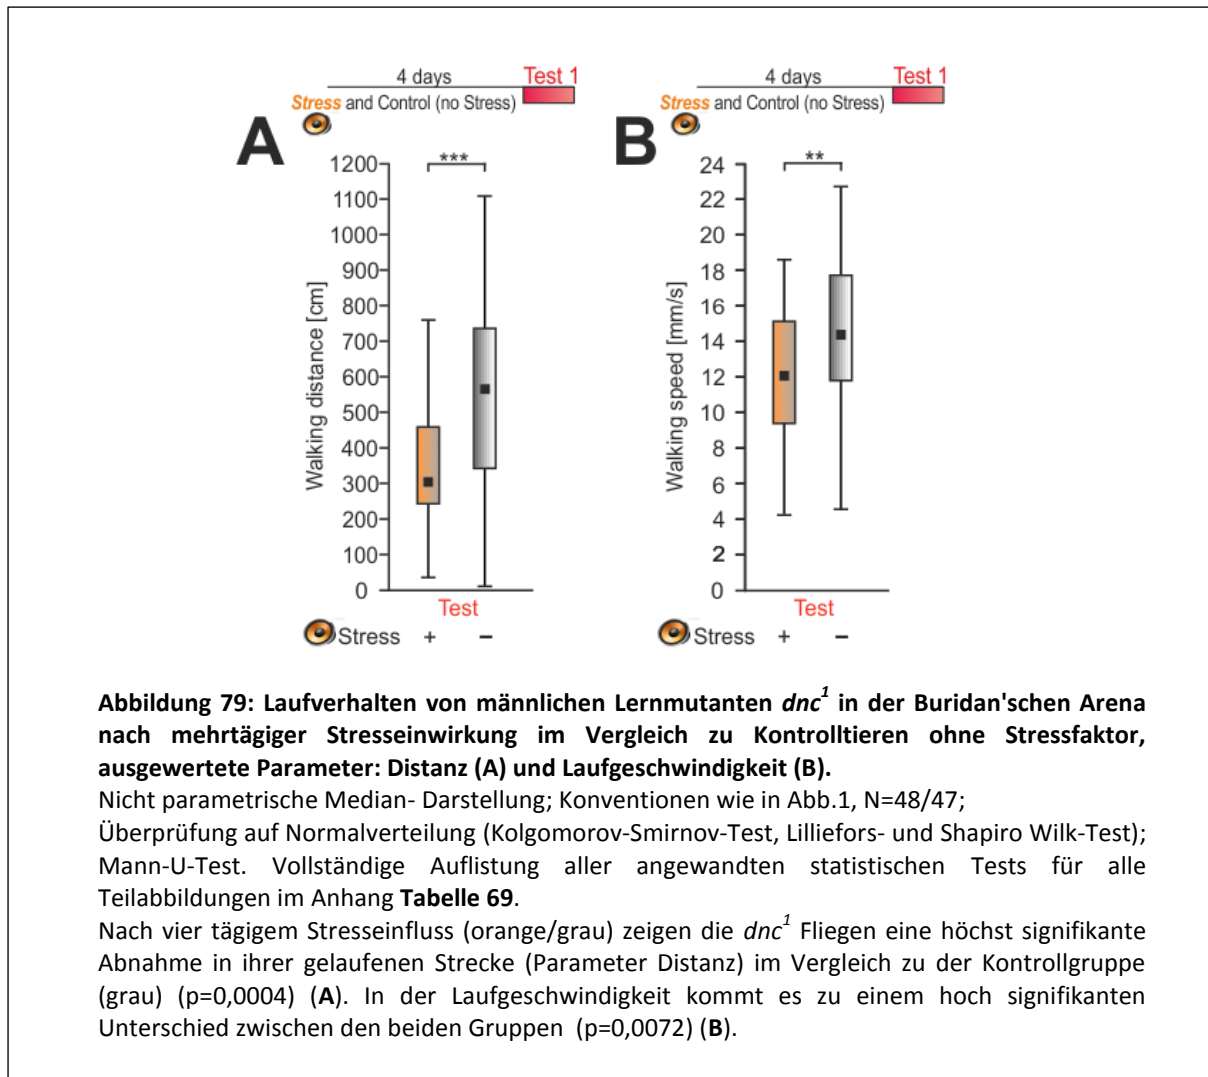 4 days Test 1
Stress and Control (no Stress)
A
***
1200
1100
1000
900
800
700
600
500
400
300
200
100
0
Walking distance [cm]
Test
Stress + −
4 days Test 1
Stress and Control (no Stress)
B
**
24
22
20
18
16
14
12
10
8
6
4
2
0
Walking speed [mm/s]
Test
Stress + −
Abbildung 79: Laufverhalten von männlichen Lernmutanten dnc¹ in der Buridan'schen Arena
nach mehrtägiger Stresseinwirkung im Vergleich zu Kontrolltieren ohne Stressfaktor,
ausgewertete Parameter: Distanz (A) und Laufgeschwindigkeit (B).
Nicht parametrische Median- Darstellung; Konventionen wie in Abb.1, N=48/47;
Überprüfung auf Normalverteilung (Kolgomorov-Smirnov-Test, Lilliefors- und Shapiro Wilk-Test);
Mann-U-Test. Vollständige Auflistung aller angewandten statistischen Tests für alle
Teilabbildungen im Anhang Tabelle 69.
Nach vier tägigem Stresseinfluss (orange/grau) zeigen die dnc¹ Fliegen eine höchst signifikante
Abnahme in ihrer gelaufenen Strecke (Parameter Distanz) im Vergleich zu der Kontrollgruppe
(grau) (p=0,0004) (A). In der Laufgeschwindigkeit kommt es zu einem hoch signifikanten
Unterschied zwischen den beiden Gruppen (p=0,0072) (B).